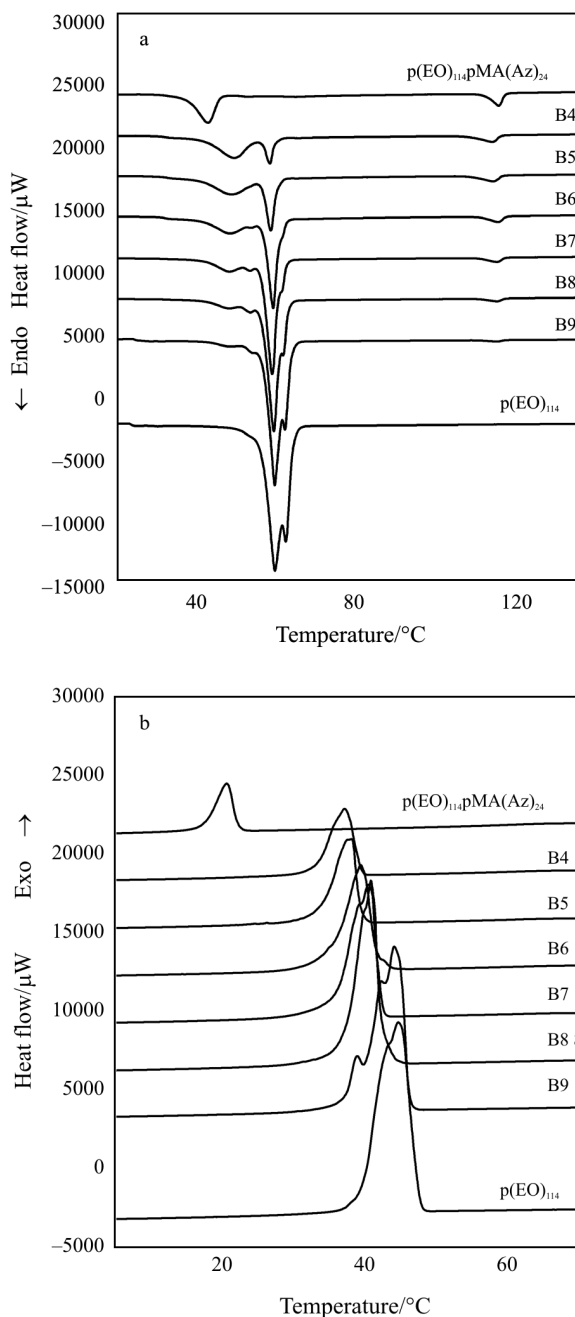 30000
a
p(EO)₁₁₄pMA(Az)₂₄
25000
B4
20000
B5
B6
15000
B7
10000
B8
5000
B9
0
p(EO)₁₁₄
–5000
–10000
–15000
← Endo Heat flow/µW
40 80 120
Temperature/°C
30000
b
25000
p(EO)₁₁₄pMA(Az)₂₄
20000
B4
B5
15000
B6
10000
B7
B8
5000
B9
0
p(EO)₁₁₄
–5000
Heat flow/µW Exo →
20 40 60
Temperature/°C